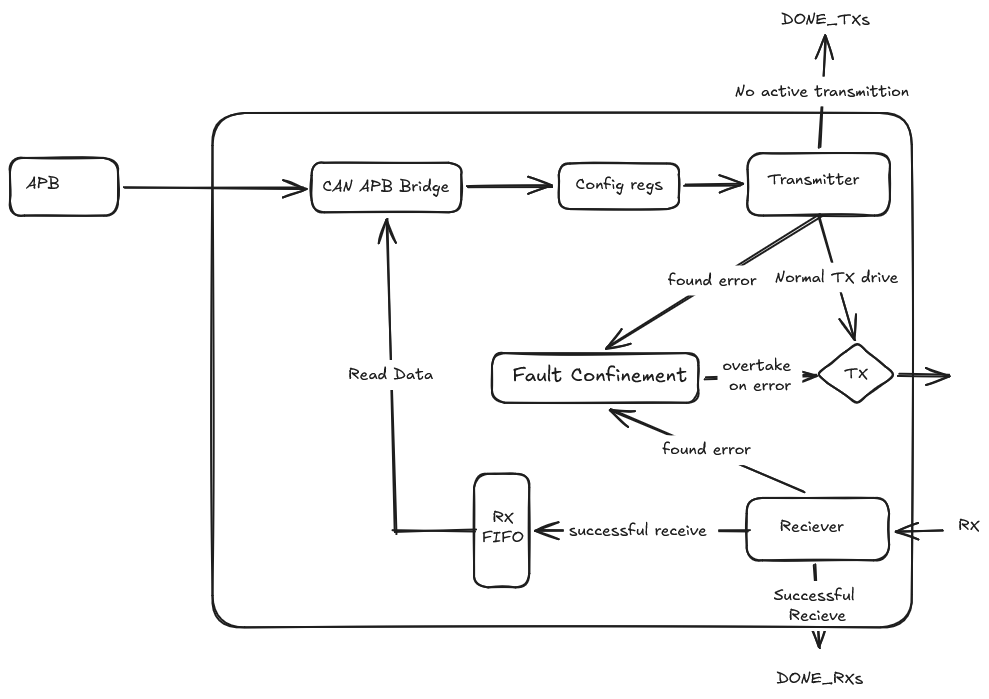 DONE_TXs
No active transmittion
APB
CAN APB Bridge
Config regs
Transmitter
found error
Normal TX drive
Read Data
Fault Confinement
overtake
on error
TX
found error
RX
FIFO
successful receive
Reciever
RX
Successful
Recieve
DONE_RXs